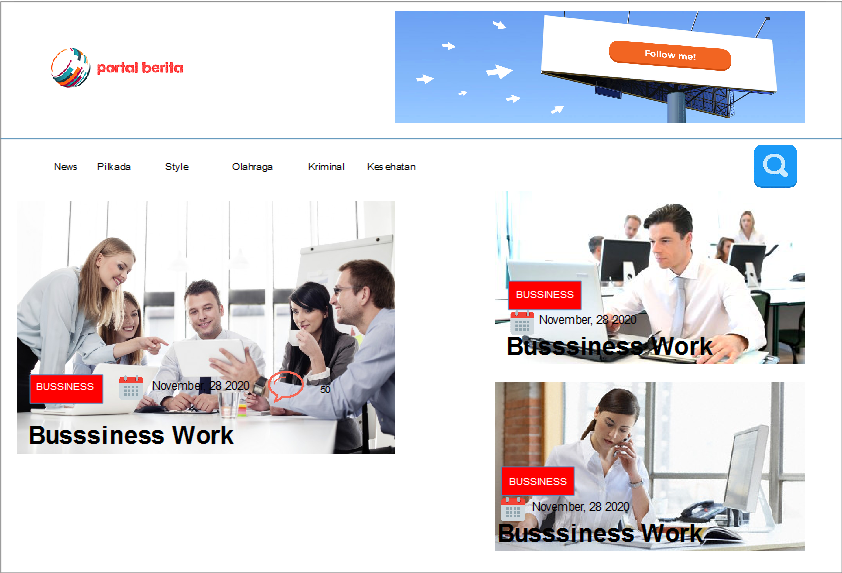 portal berita
Follow me!
News Pilkada Style Olahraga Kriminal Kesehatan
BUSSINESS
November, 28 2020
50
Busssiness Work
BUSSINESS
November, 28 2020
Busssiness Work
BUSSINESS
November, 28 2020
Busssiness Work